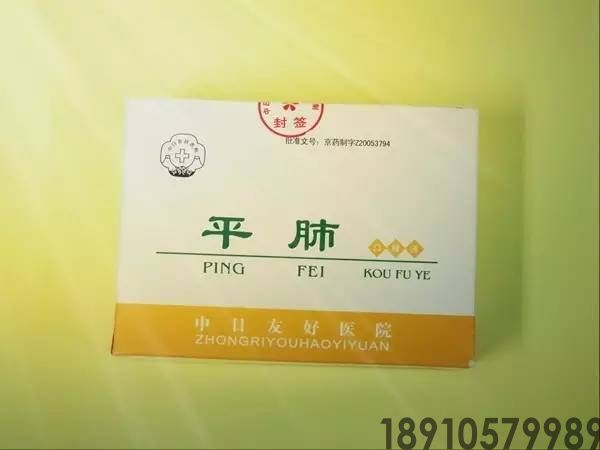 封签
批准文号：京药制字Z20053794
平 肺 口服液
PING FEI KOU FU YE
中日友好医院
ZHONGRIYOUHAOYIYUAN
18910579989